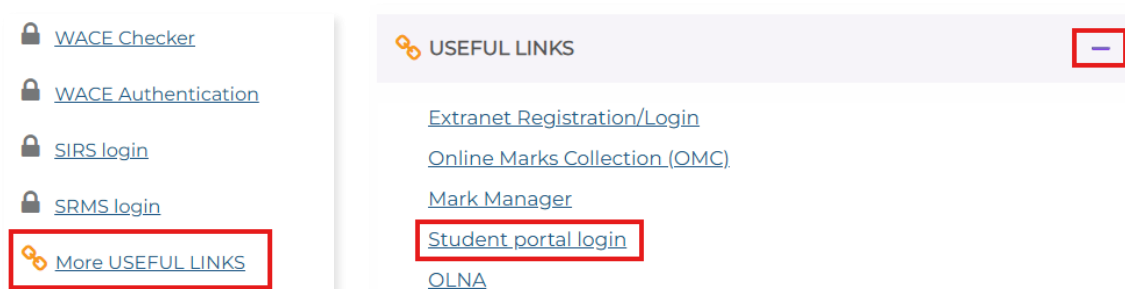 WACE Checker
WACE Authentication
SIRS login
SRMS login
More USEFUL LINKS
USEFUL LINKS
Extranet Registration/Login
Online Marks Collection (OMC)
Mark Manager
Student portal login
OLNA